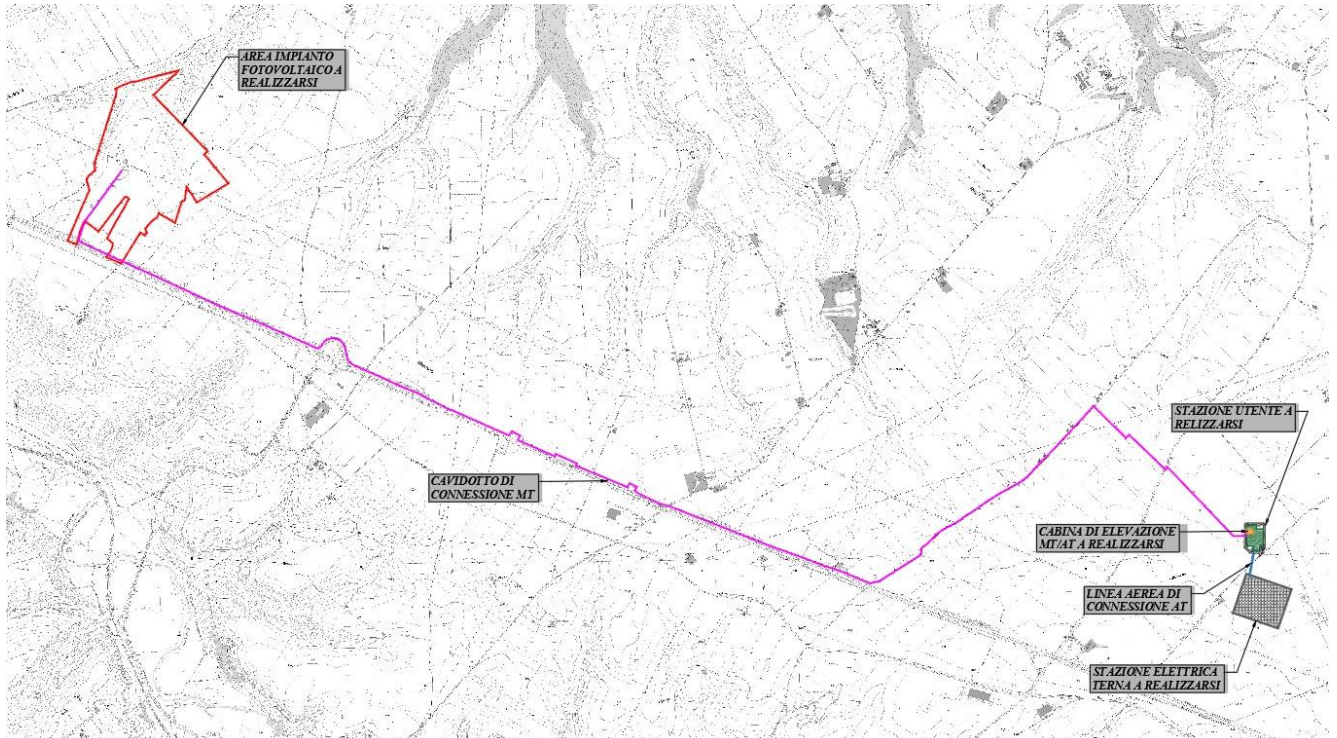 AREA IMPIANTO
FOTOVOLTAICO A
REALIZZARSI
STAZIONE UTENTE A
RELIZZARSI
CAVIDOTTO DI
CONNESSIONE MT
CABINA DI ELEVAZIONE
MT/AT A REALIZZARSI
LINEA AEREA DI
CONNESSIONE AT
STAZIONE ELETTRICA
TERNA A REALIZZARSI